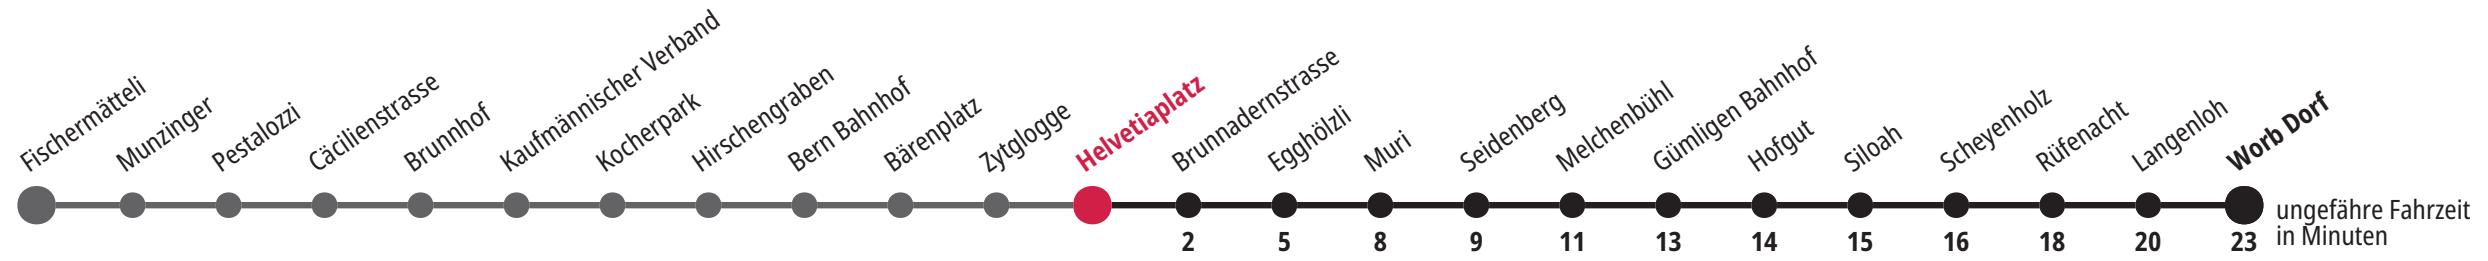 Fischermätteli
Munzinger
Pestalozzi
Cäcilienstrasse
Brunnhof
Kaufmännischer Verband
Kocherpark
Hirschengraben
Bern Bahnhof
Bärenplatz
Zytglogge
Helvetiaplatz
Brunnadernstrasse
Egghölzli
Muri
Seidenberg
Melchenbühl
Gümligen Bahnhof
Hofgut
Siloah
Scheyenholz
Rüfenacht
Langenloh
Worb Dorf
2 5 8 9 11 13 14 15 16 18 20 23
ungefähre Fahrzeit
in Minuten